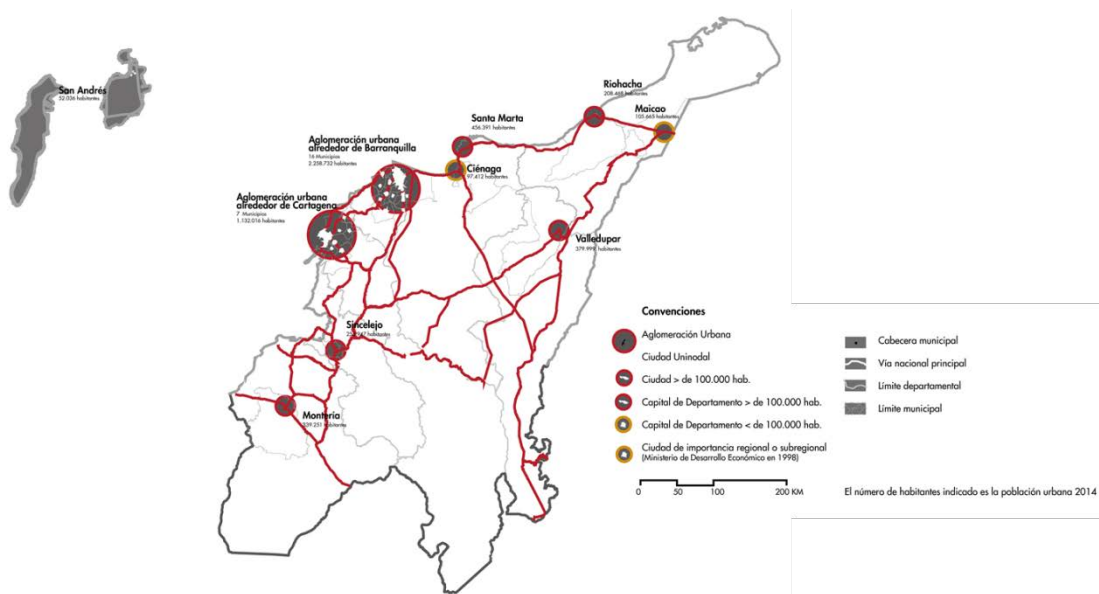 San Andrés
52.036 habitantes
Riohacha
208.468 habitantes
Maicao
105.665 habitantes
Santa Marta
456.391 habitantes
Ciénaga
97.412 habitantes
Aglomeración urbana
alrededor de Barranquilla
16 Municipios
2.258.732 habitantes
Aglomeración urbana
alrededor de Cartagena
7 Municipios
1.132.016 habitantes
Valledupar
379.998 habitantes
Sincelejo
habitantes
Montería
339.251 habitantes
Convenciones
Aglomeración Urbana
Ciudad Uninodal
Ciudad > de 100.000 hab.
Capital de Departamento > de 100.000 hab.
Capital de Departamento < de 100.000 hab.
Ciudad de importancia regional o subregional
(Ministerio de Desarrollo Económico en 1998)
0 50 100 200 KM
Cabecera municipal
Vía nacional principal
Límite departamental
Límite municipal
El número de habitantes indicado es la población urbana 2014